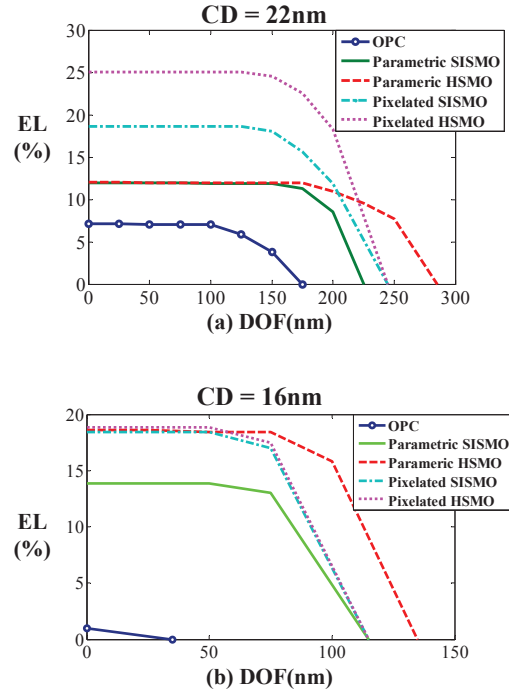 CD = 22nm
30
25
20
15
10
5
0
EL
(%)
OPC
Parametric SISMO
Parameric HSMO
Pixelated SISMO
Pixelated HSMO
0 50 100 150 200 250 300
(a) DOF(nm)
CD = 16nm
20
15
10
5
0
EL
(%)
OPC
Parametric SISMO
Parameric HSMO
Pixelated SISMO
Pixelated HSMO
0 50 100 150
(b) DOF(nm)